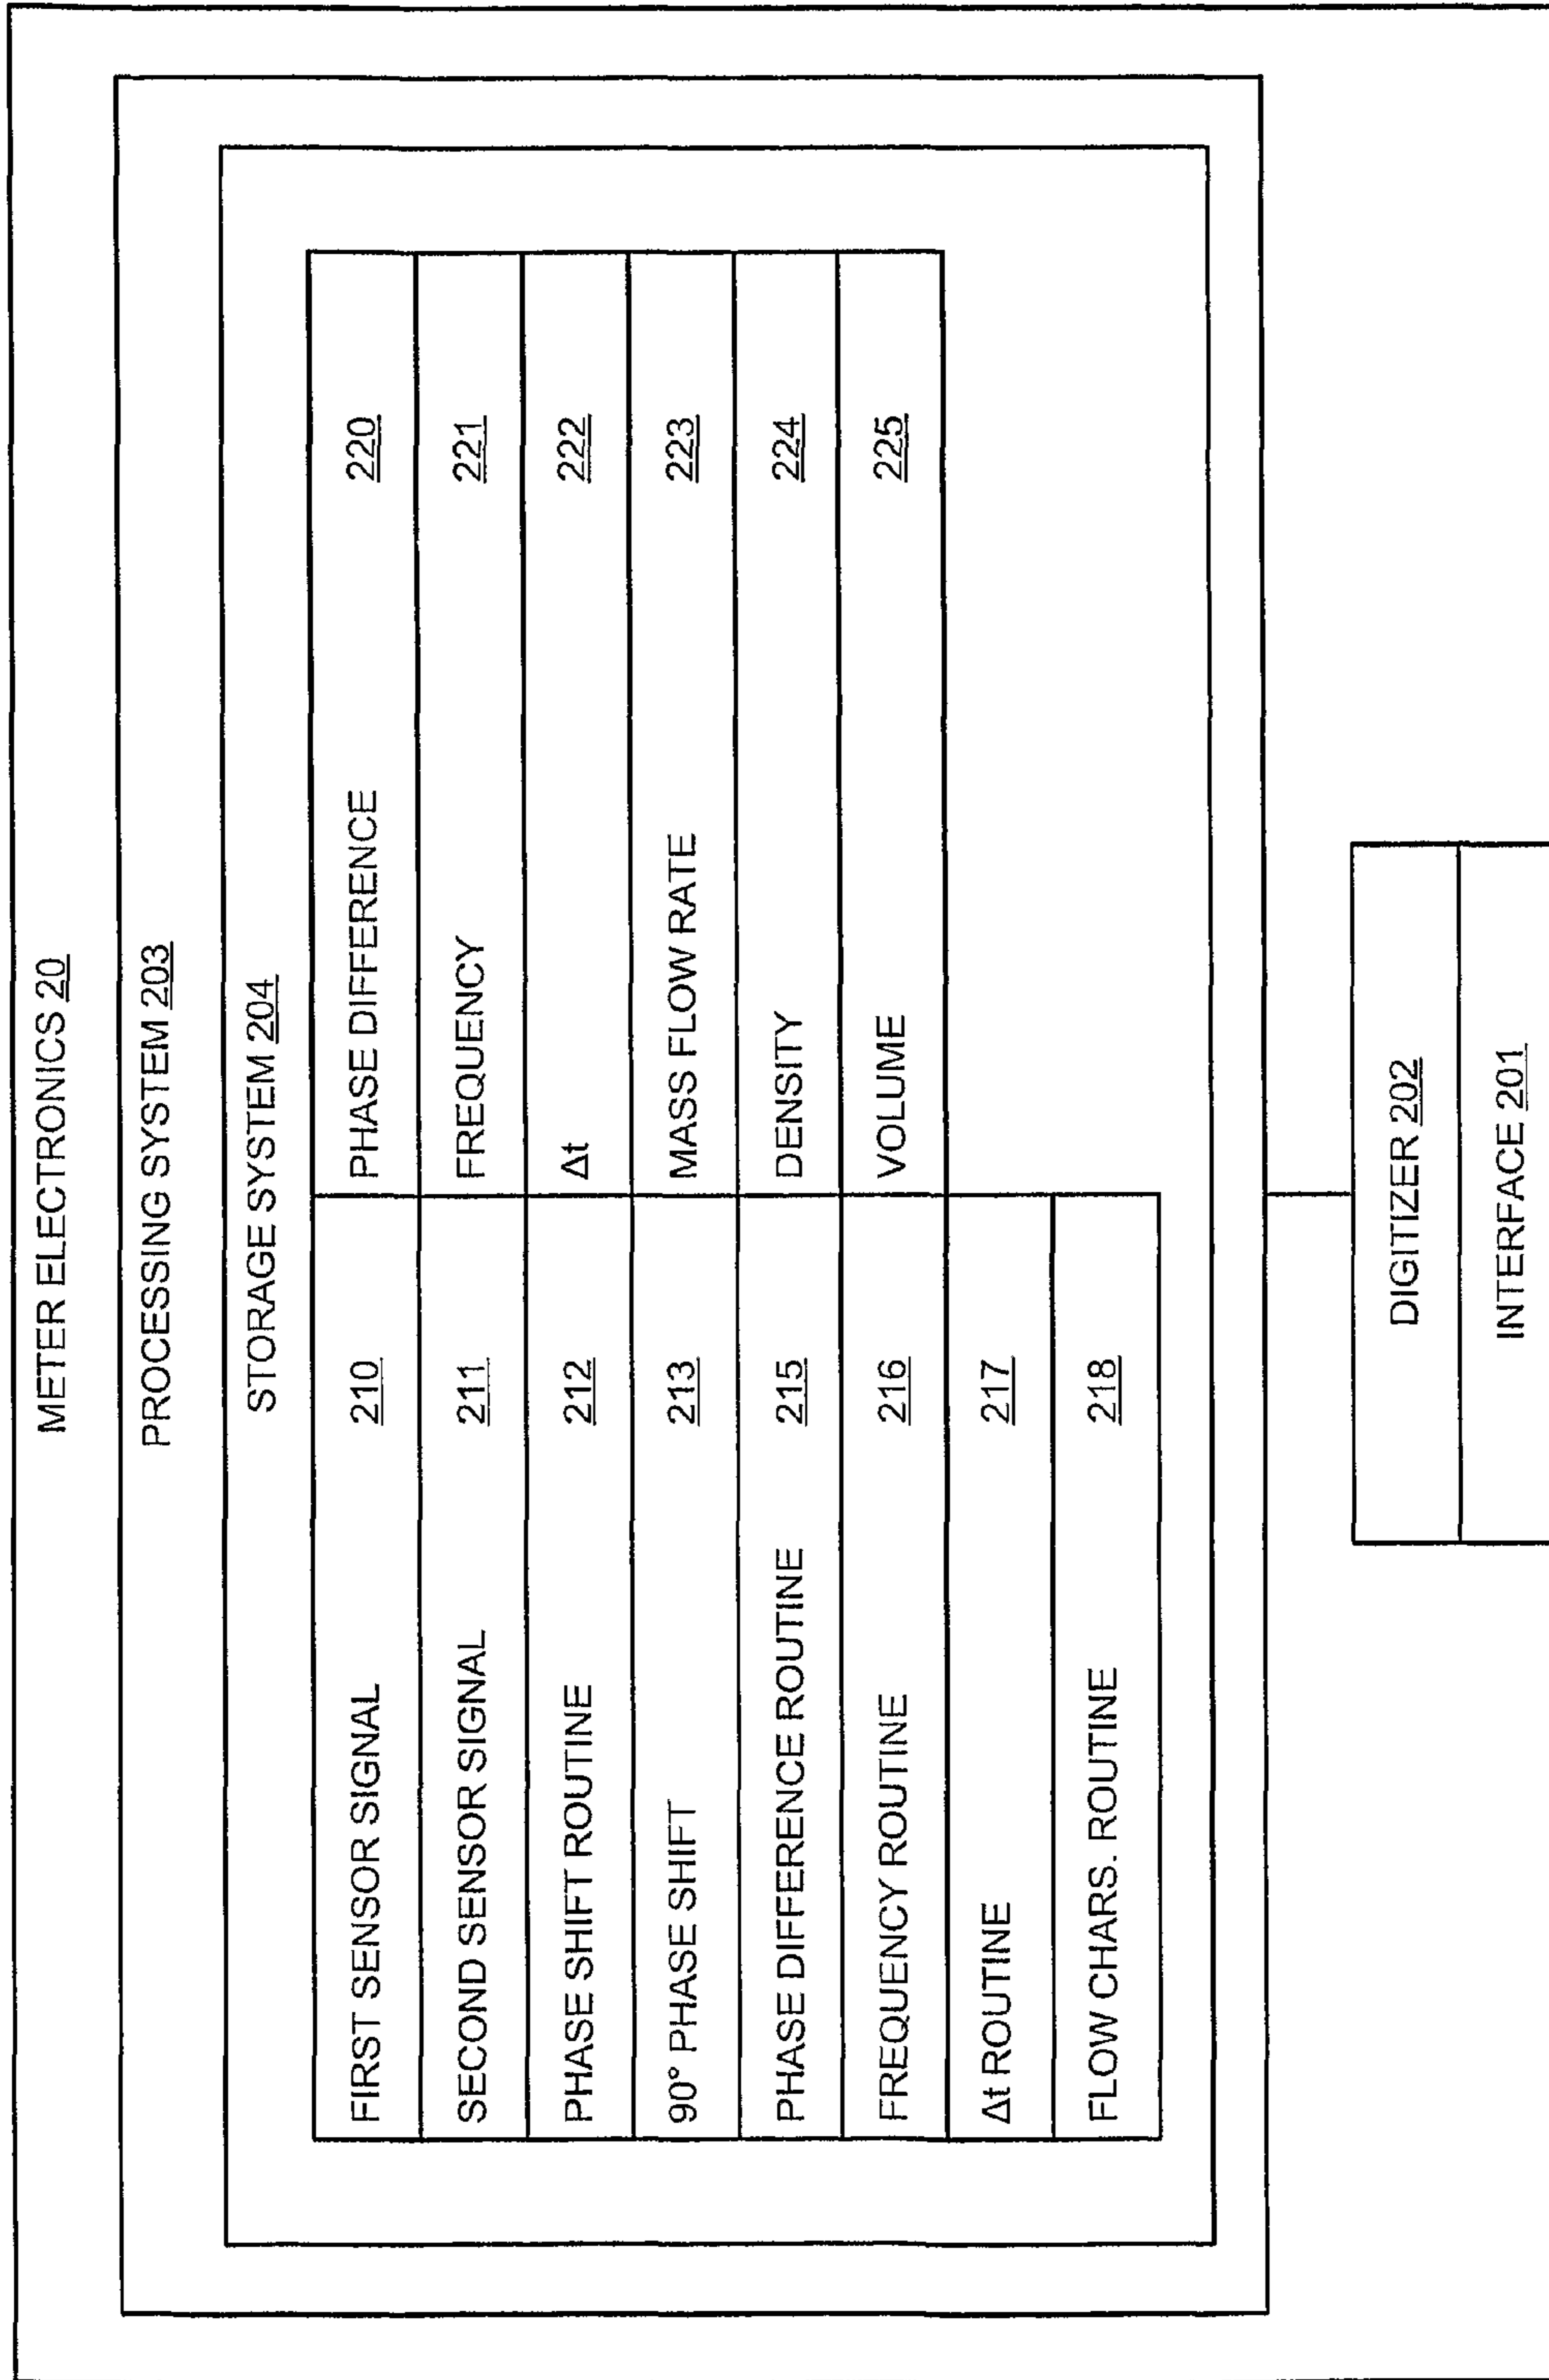 METER ELECTRONICS 20
PROCESSING SYSTEM 203
STORAGE SYSTEM 204
FIRST SENSOR SIGNAL 210
SECOND SENSOR SIGNAL 211
PHASE SHIFT ROUTINE 212
90° PHASE SHIFT 213
PHASE DIFFERENCE ROUTINE 215
FREQUENCY ROUTINE 216
Δt ROUTINE 217
FLOW CHARS. ROUTINE 218
PHASE DIFFERENCE 220
FREQUENCY 221
Δt 222
MASS FLOW RATE 223
DENSITY 224
VOLUME 225
DIGITIZER 202
INTERFACE 201